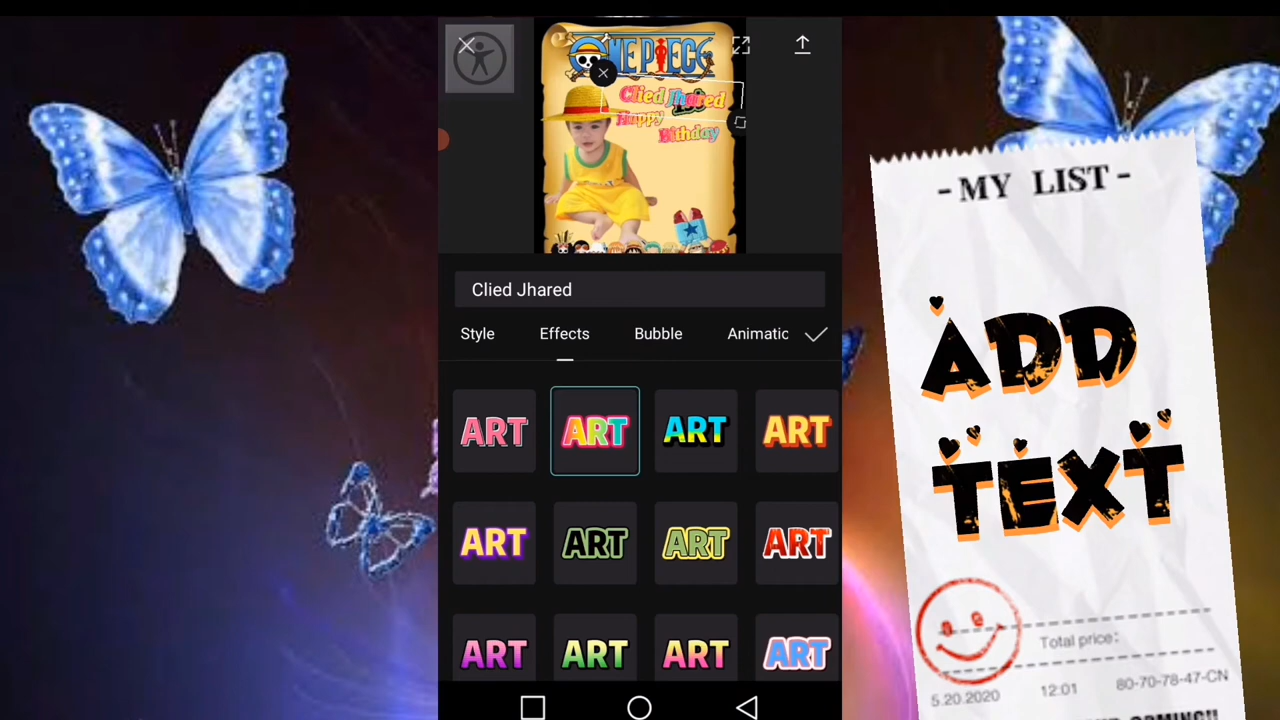 ONE PIECE
Clied Jhared
Happy
Bithday
Clied Jhared
Style Effects Bubble Animatic
ART ART ART ART
ART ART ART ART
ART ART ART ART
-MY LIST-
ADD
TEXT
Total price:
5.20.2020 12:01 80-70-78-47-CN